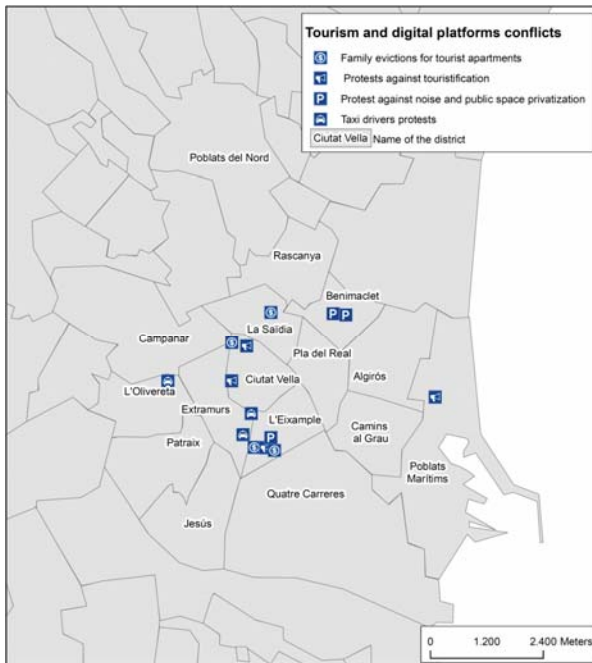 Tourism and digital platforms conflicts
Family evictions for tourist apartments
Protests against touristification
P Protest against noise and public space privatization
Taxi drivers protests
Ciutat Vella Name of the district
Poblats del Nord
Rascanya
Benimaclet
P P
La Saïdia
Campanar
Pla del Real
Ciutat Vella
Algirós
L'Olivereta
Extramurs
L'Eixample
Camins
al Grau
P
Patraix
Poblats
Marítims
Quatre Carreres
Jesús
0 1.200 2.400 Meters